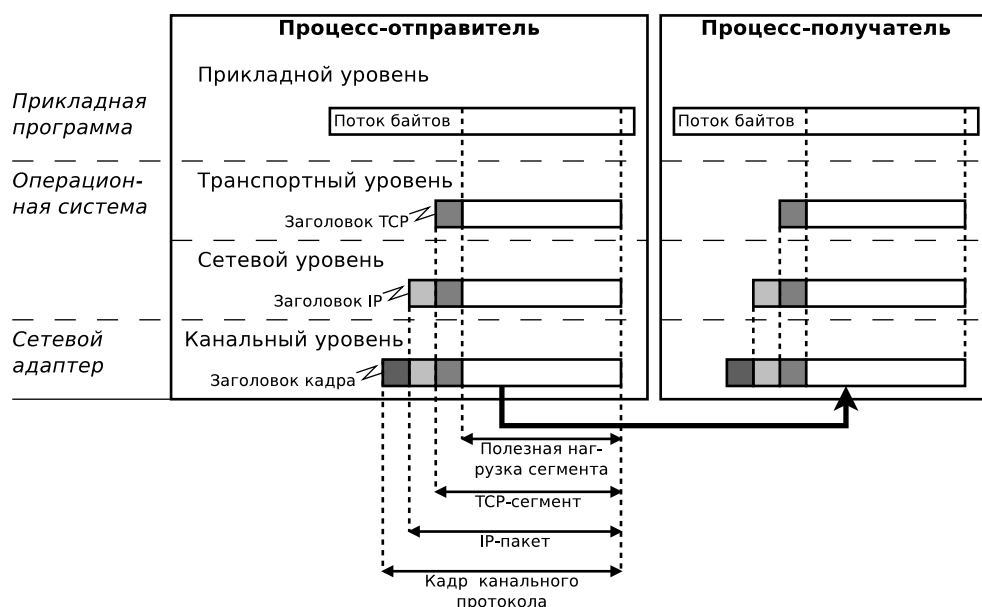 Процесс-отправитель
Процесс-получатель
Прикладной уровень
Прикладная
программа
Поток байтов
Поток байтов
Операцион-
ная система
Транспортный уровень
Заголовок TCP
Сетевой уровень
Заголовок IP
Сетевой
адаптер
Канальный уровень
Заголовок кадра
Полезная наг-
рузка сегмента
TCP-сегмент
IP-пакет
Кадр канального
протокола